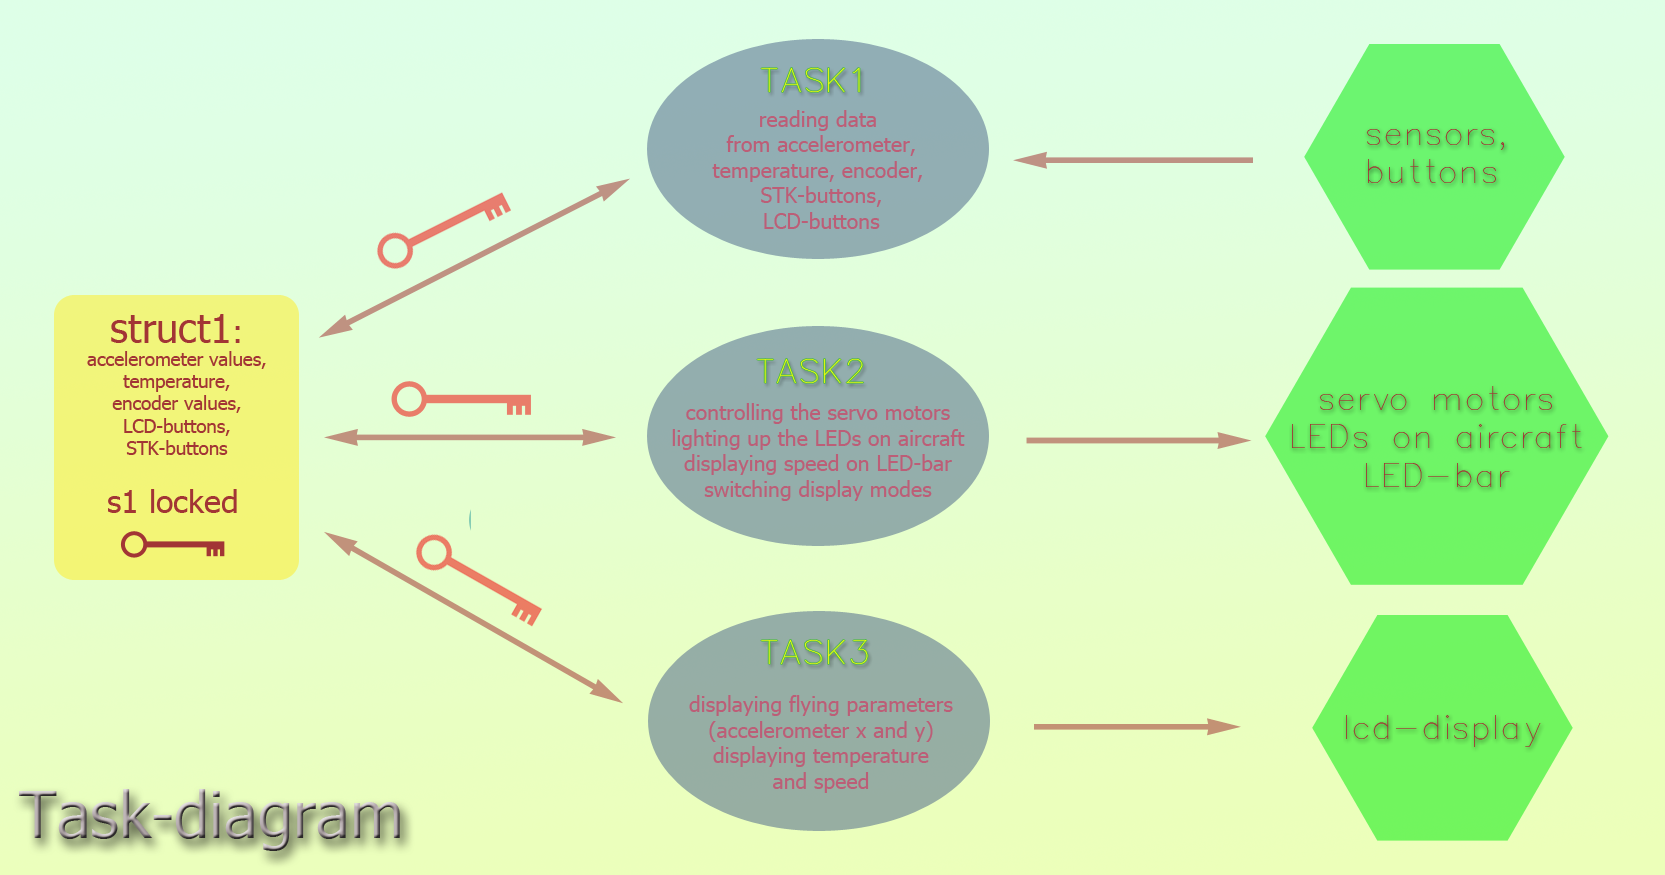 TASK1
reading data
from accelerometer,
temperature, encoder,
STK-buttons,
LCD-buttons
sensors,
buttons
struct1:
accelerometer values,
temperature,
encoder values,
LCD-buttons,
STK-buttons
s1 locked
TASK2
controlling the servo motors
lighting up the LEDs on aircraft
displaying speed on LED-bar
switching display modes
servo motors
LEDs on aircraft
LED-bar
TASK3
displaying flying parameters
(accelerometer x and y)
displaying temperature
and speed
lcd-display
Task-diagram